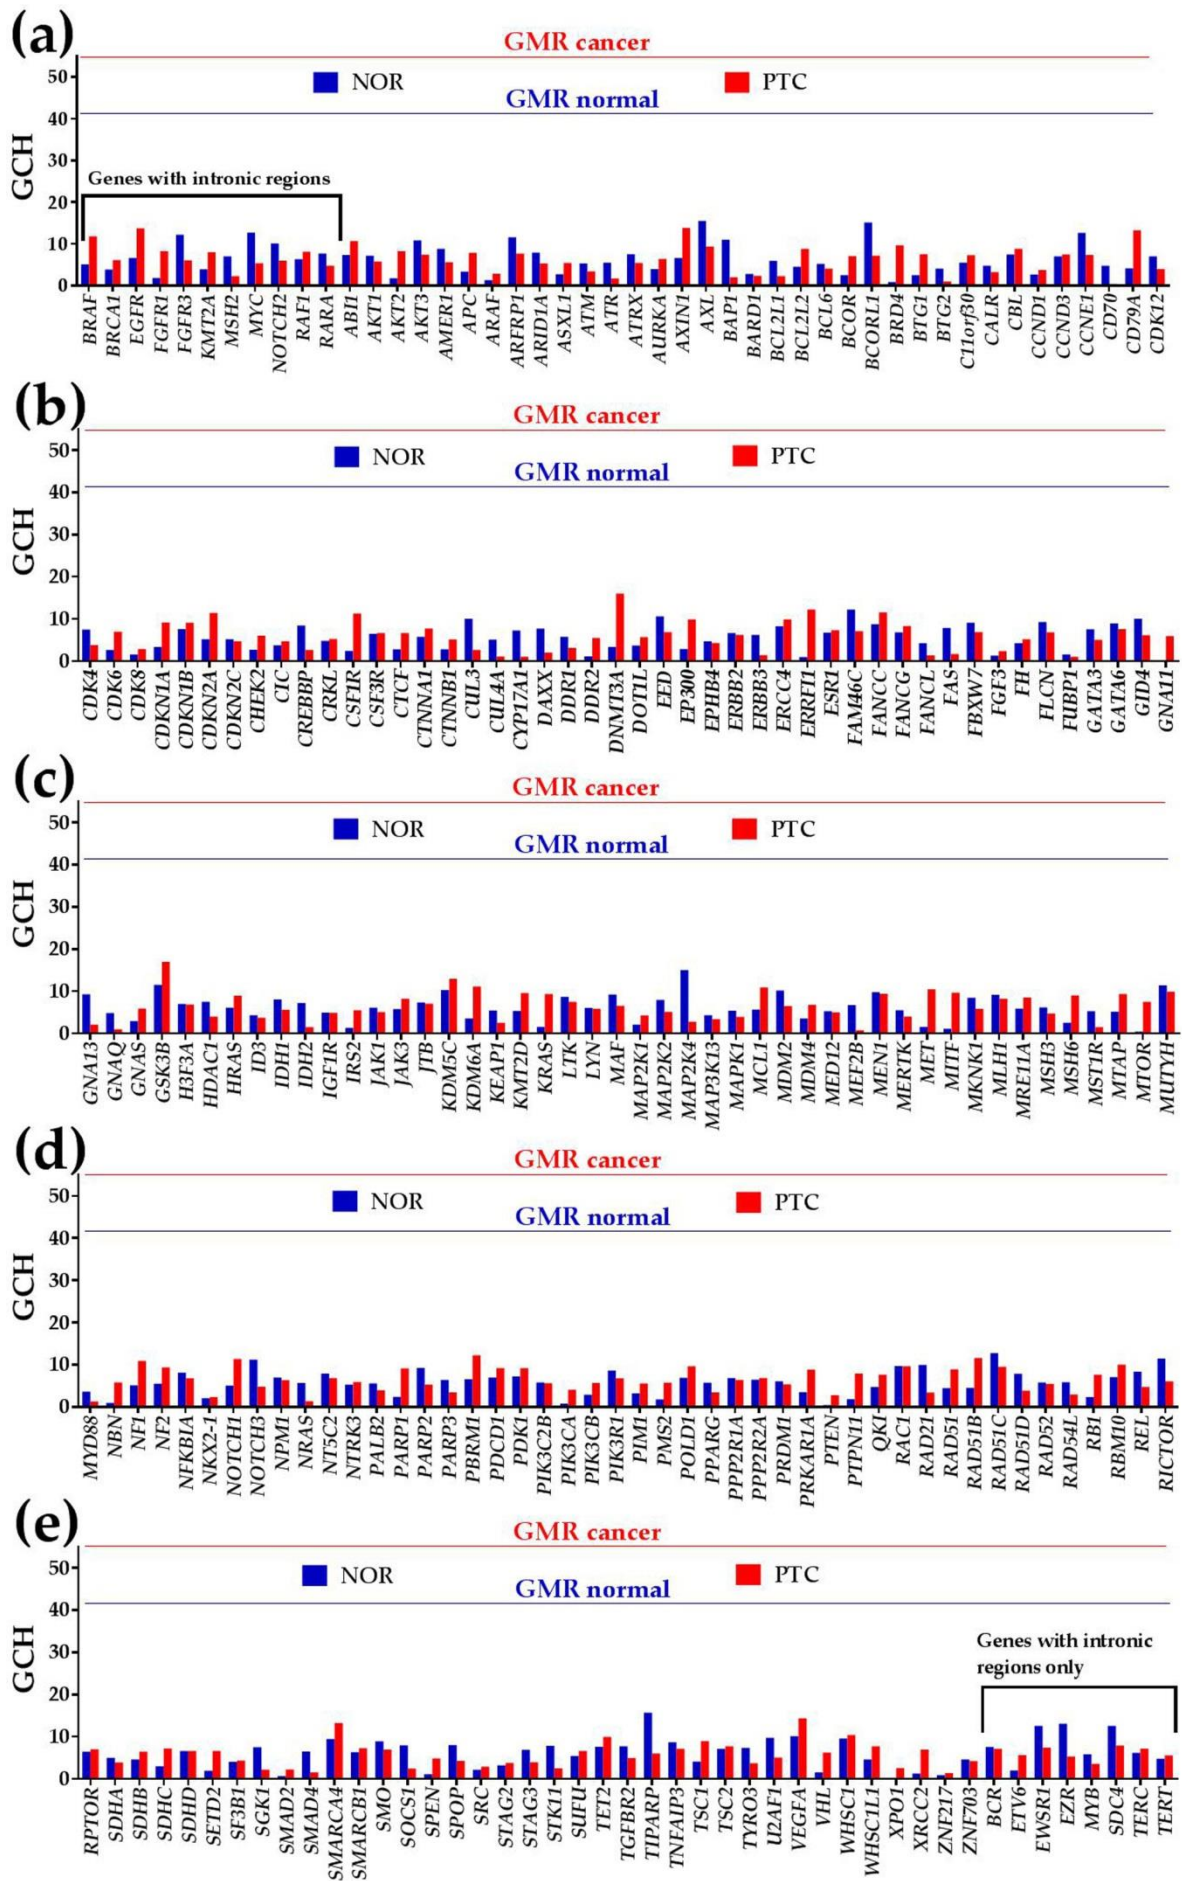 (a)
GMR cancer
NOR PTC
GMR normal
Genes with intronic regions
GCH
50
40
30
20
10
0
BRAF BRCA1 EGFR FGFR1 FGFR3 KMT2A MSH2 MYC NOTCH2 RAF1 RARA ABI1 AKT1 AKT2 AKT3 AMER1 APC ARAF ARFRP1 ARID1A ASXL1 ATM ATR ATRX AURKA AXIN1 AXL BAP1 BARD1 BCL2L1 BCL2L2 BCL6 BCOR BCORL1 BRD4 BTG1 BTG2 C11orf30 CALR CBL CCND1 CCND3 CCNE1 CD70 CD79A CDK12
(b)
GMR cancer
NOR PTC
GMR normal
GCH
50
40
30
20
10
0
CDK4 CDK6 CDK8 CDKN1A CDKN1B CDKN2A CDKN2C CHEK2 CIC CREBBP CRKL CSF1R CSF3R CTCF CTNNA1 CTNNB1 CUL3 CUL4A CYP17A1 DAXX DDR1 DDR2 DNMT3A DOT1L EED EP300 EPHB4 ERBB2 ERBB3 ERCC4 ERRFI1 ESR1 FAM46C FANCC FANCG FANCL FAS FBXW7 FGF3 FH FLCN FUBP1 GATA3 GATA6 GID4 GNA11
(c)
GMR cancer
NOR PTC
GMR normal
GCH
50
40
30
20
10
0
GNA13 GNAQ GNAS GSK3B H3F3A HDAC1 HRAS ID3 IDH1 IDH2 IGF1R IRS2 JAK1 JAK3 JTB KDM5C KDM6A KEAP1 KMT2D KRAS LTK LYN MAF MAP2K1 MAP2K2 MAP2K4 MAP3K13 MAPK1 MCL1 MDM2 MDM4 MED12 MEF2B MEN1 MERTK MET MITF MKNK1 MLH1 MRE11A MSH3 MSH6 MST1R MTAP MTOR MUTYH
(d)
GMR cancer
NOR PTC
GMR normal
GCH
50
40
30
20
10
0
MYD88 NBN NF1 NF2 NFKBIA NKX2-1 NOTCH1 NOTCH3 NPM1 NRAS NT5C2 NTRK3 PALB2 PARP1 PARP2 PARP3 PBRM1 PDCD1 PDK1 PIK3C2B PIK3CA PIK3CB PIK3R1 PIM1 PMS2 POLD1 PPARG PPP2R1A PPP2R2A PRDM1 PRKAR1A PTEN PTPN11 QKI RAC1 RAD21 RAD51 RAD51B RAD51C RAD51D RAD52 RAD54L RB1 RBM10 REL RICTOR
(e)
GMR cancer
NOR PTC
GMR normal
Genes with intronic
regions only
GCH
50
40
30
20
10
0
RPTOR SDHA SDHB SDHC SDHD SETD2 SF3B1 SGK1 SMAD2 SMAD4 SMARCA4 SMARCB1 SMO SOCS1 SPEN SPOP SRC STAG2 STAG3 STK11 SUFU TET2 TGFBR2 TIPARP TNFAIP3 TSC1 TSC2 TYRO3 U2AF1 VEGFA VHL WHSC1 WHSC1L1 XPO1 XRCC2 ZNF217 ZNF703 BCR ETV6 EWSR1 EZR MYB SDC4 TERC TERT